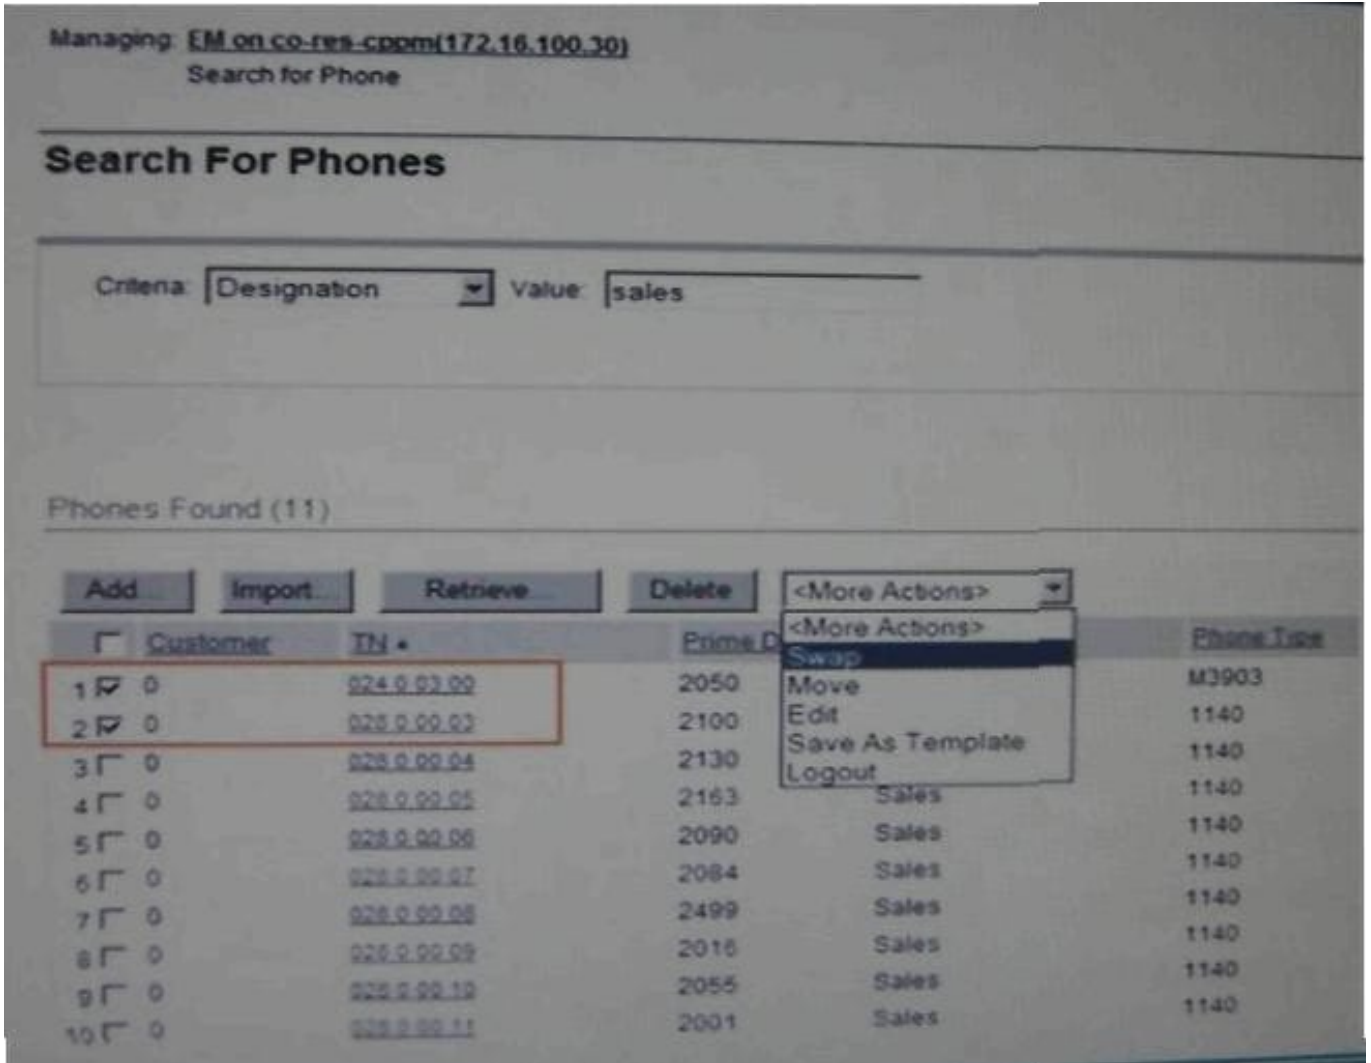 Managing: EM on co-res-cppm(172.16.100.30)
Search for Phone
Search For Phones
Criteria: Designation Value: sales
Phones Found (11)
Add... Import... Retrieve... Delete <More Actions>
<More Actions>
Customer TN Prime D Phone Type
Swap
1 0 024 0 03 00 2050 Move M3903
2 0 028 0 00 03 2100 Edit 1140
3 0 028 0 00 04 2130 Save As Template 1140
Logout
4 0 028 0 00 05 2163 Sales 1140
5 0 028 0 00 06 2090 Sales 1140
6 0 028 0 00 07 2084 Sales 1140
7 0 028 0 00 08 2499 Sales 1140
8 0 028 0 00 09 2016 Sales 1140
9 0 028 0 00 10 2055 Sales 1140
10 0 028 0 00 11 2001 Sales 1140